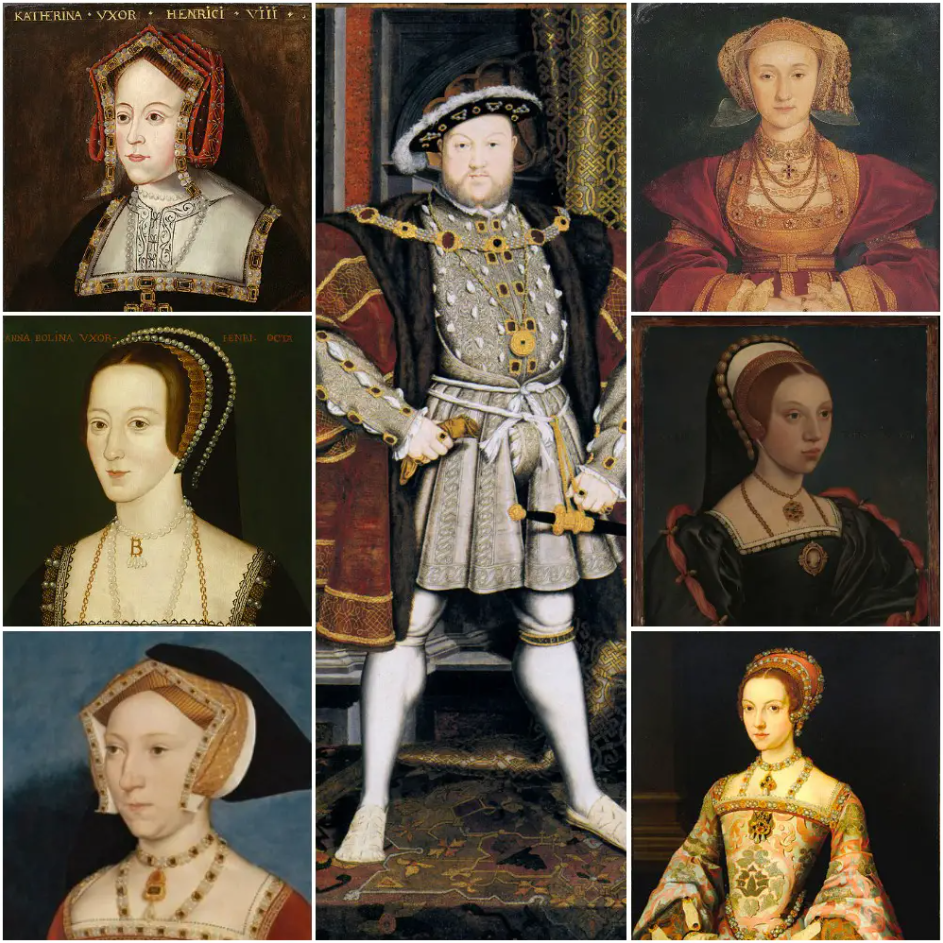 KATHERINA · VXOR · HENRICI · VIII ·
ANNA BOLINA VXOR HENRI OCTA
B